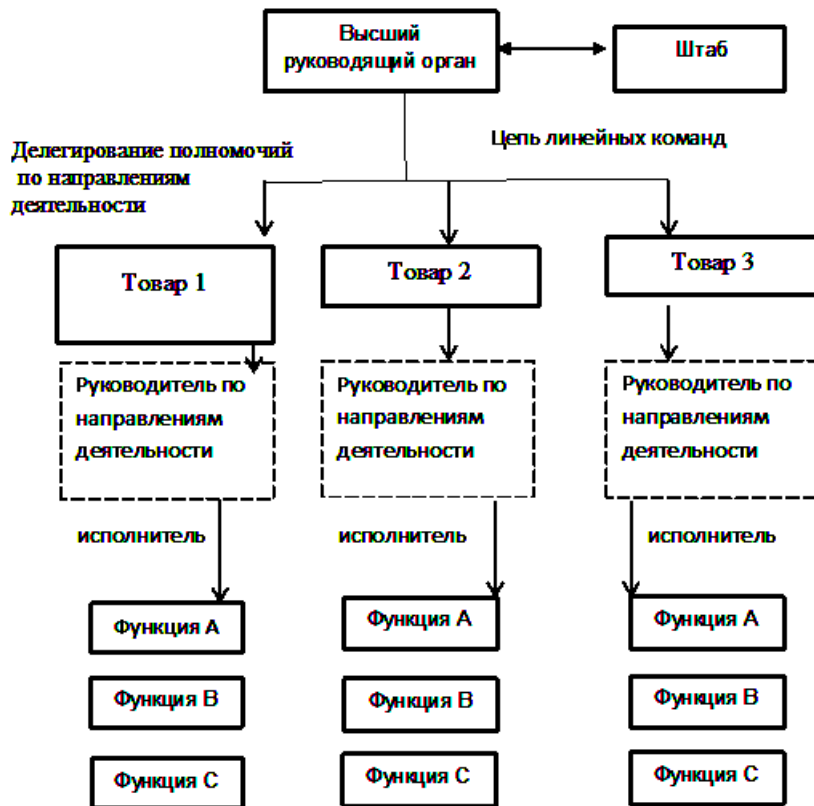 Высший
руководящий орган
Штаб
Цепь линейных команд
Делегирование полномочий
по направлениям
деятельности
Товар 1
Товар 2
Товар 3
Руководитель по
направлениям
деятельности
Руководитель по
направлениям
деятельности
Руководитель по
направлениям
деятельности
исполнитель
исполнитель
исполнитель
Функция А
Функция А
Функция А
Функция В
Функция В
Функция В
Функция С
Функция С
Функция С